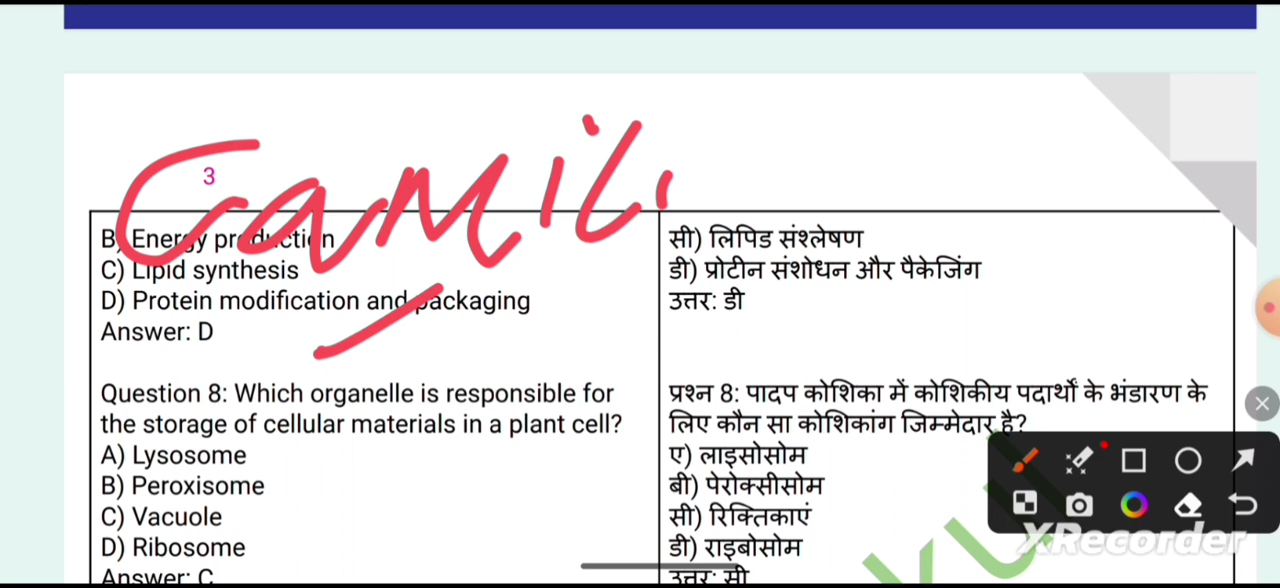 3
Camil
B) Energy production
C) Lipid synthesis
D) Protein modification and packaging
Answer: D
Question 8: Which organelle is responsible for
the storage of cellular materials in a plant cell?
A) Lysosome
B) Peroxisome
C) Vacuole
D) Ribosome
Answer: C
सी) लिपिड संश्लेषण
डी) प्रोटीन संशोधन और पैकेजिंग
उत्तर: डी
प्रश्न 8: पादप कोशिका में कोशिकीय पदार्थों के भंडारण के
लिए कौन सा कोशिकांग जिम्मेदार है?
ए) लाइसोसोम
बी) पेरोक्सीसोम
सी) रिक्तिकाएं
डी) राइबोसोम
उत्तर: सी
XRecorder